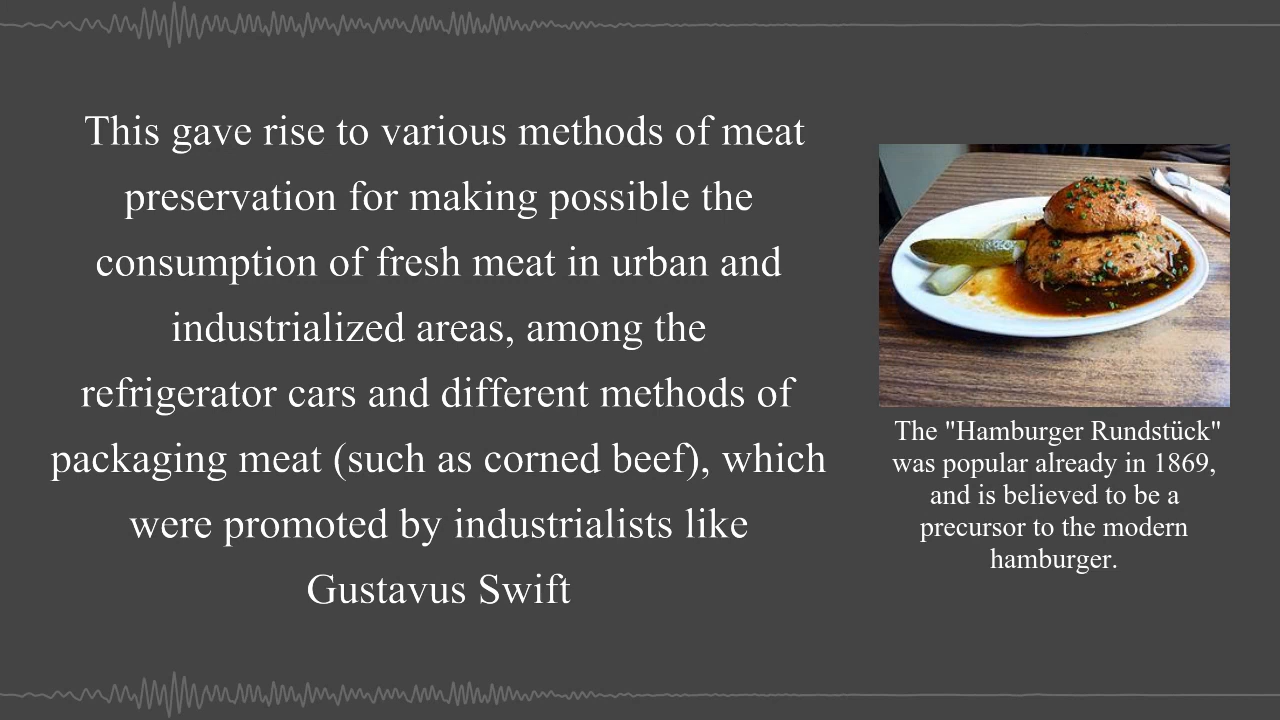 This gave rise to various methods of meat
preservation for making possible the
consumption of fresh meat in urban and
industrialized areas, among the
refrigerator cars and different methods of
packaging meat (such as corned beef), which
were promoted by industrialists like
Gustavus Swift
The "Hamburger Rundstück"
was popular already in 1869,
and is believed to be a
precursor to the modern
hamburger.